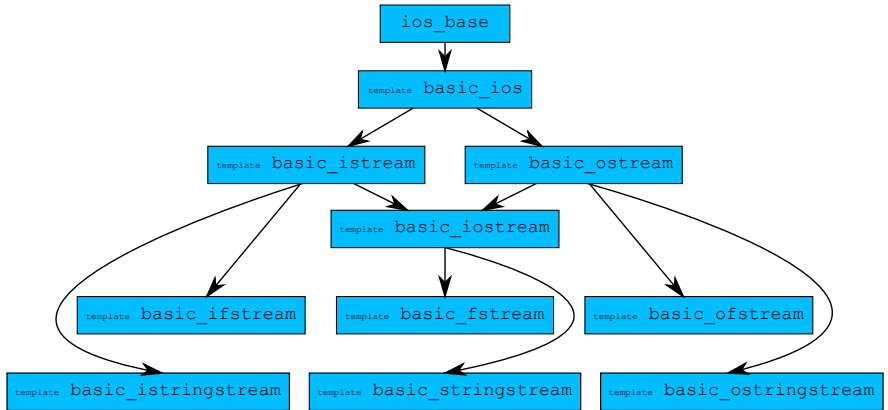 ios_base
template basic_ios
template basic_istream
template basic_ostream
template basic_iostream
template basic_ifstream
template basic_fstream
template basic_ofstream
template basic_istringstream
template basic_stringstream
template basic_ostringstream